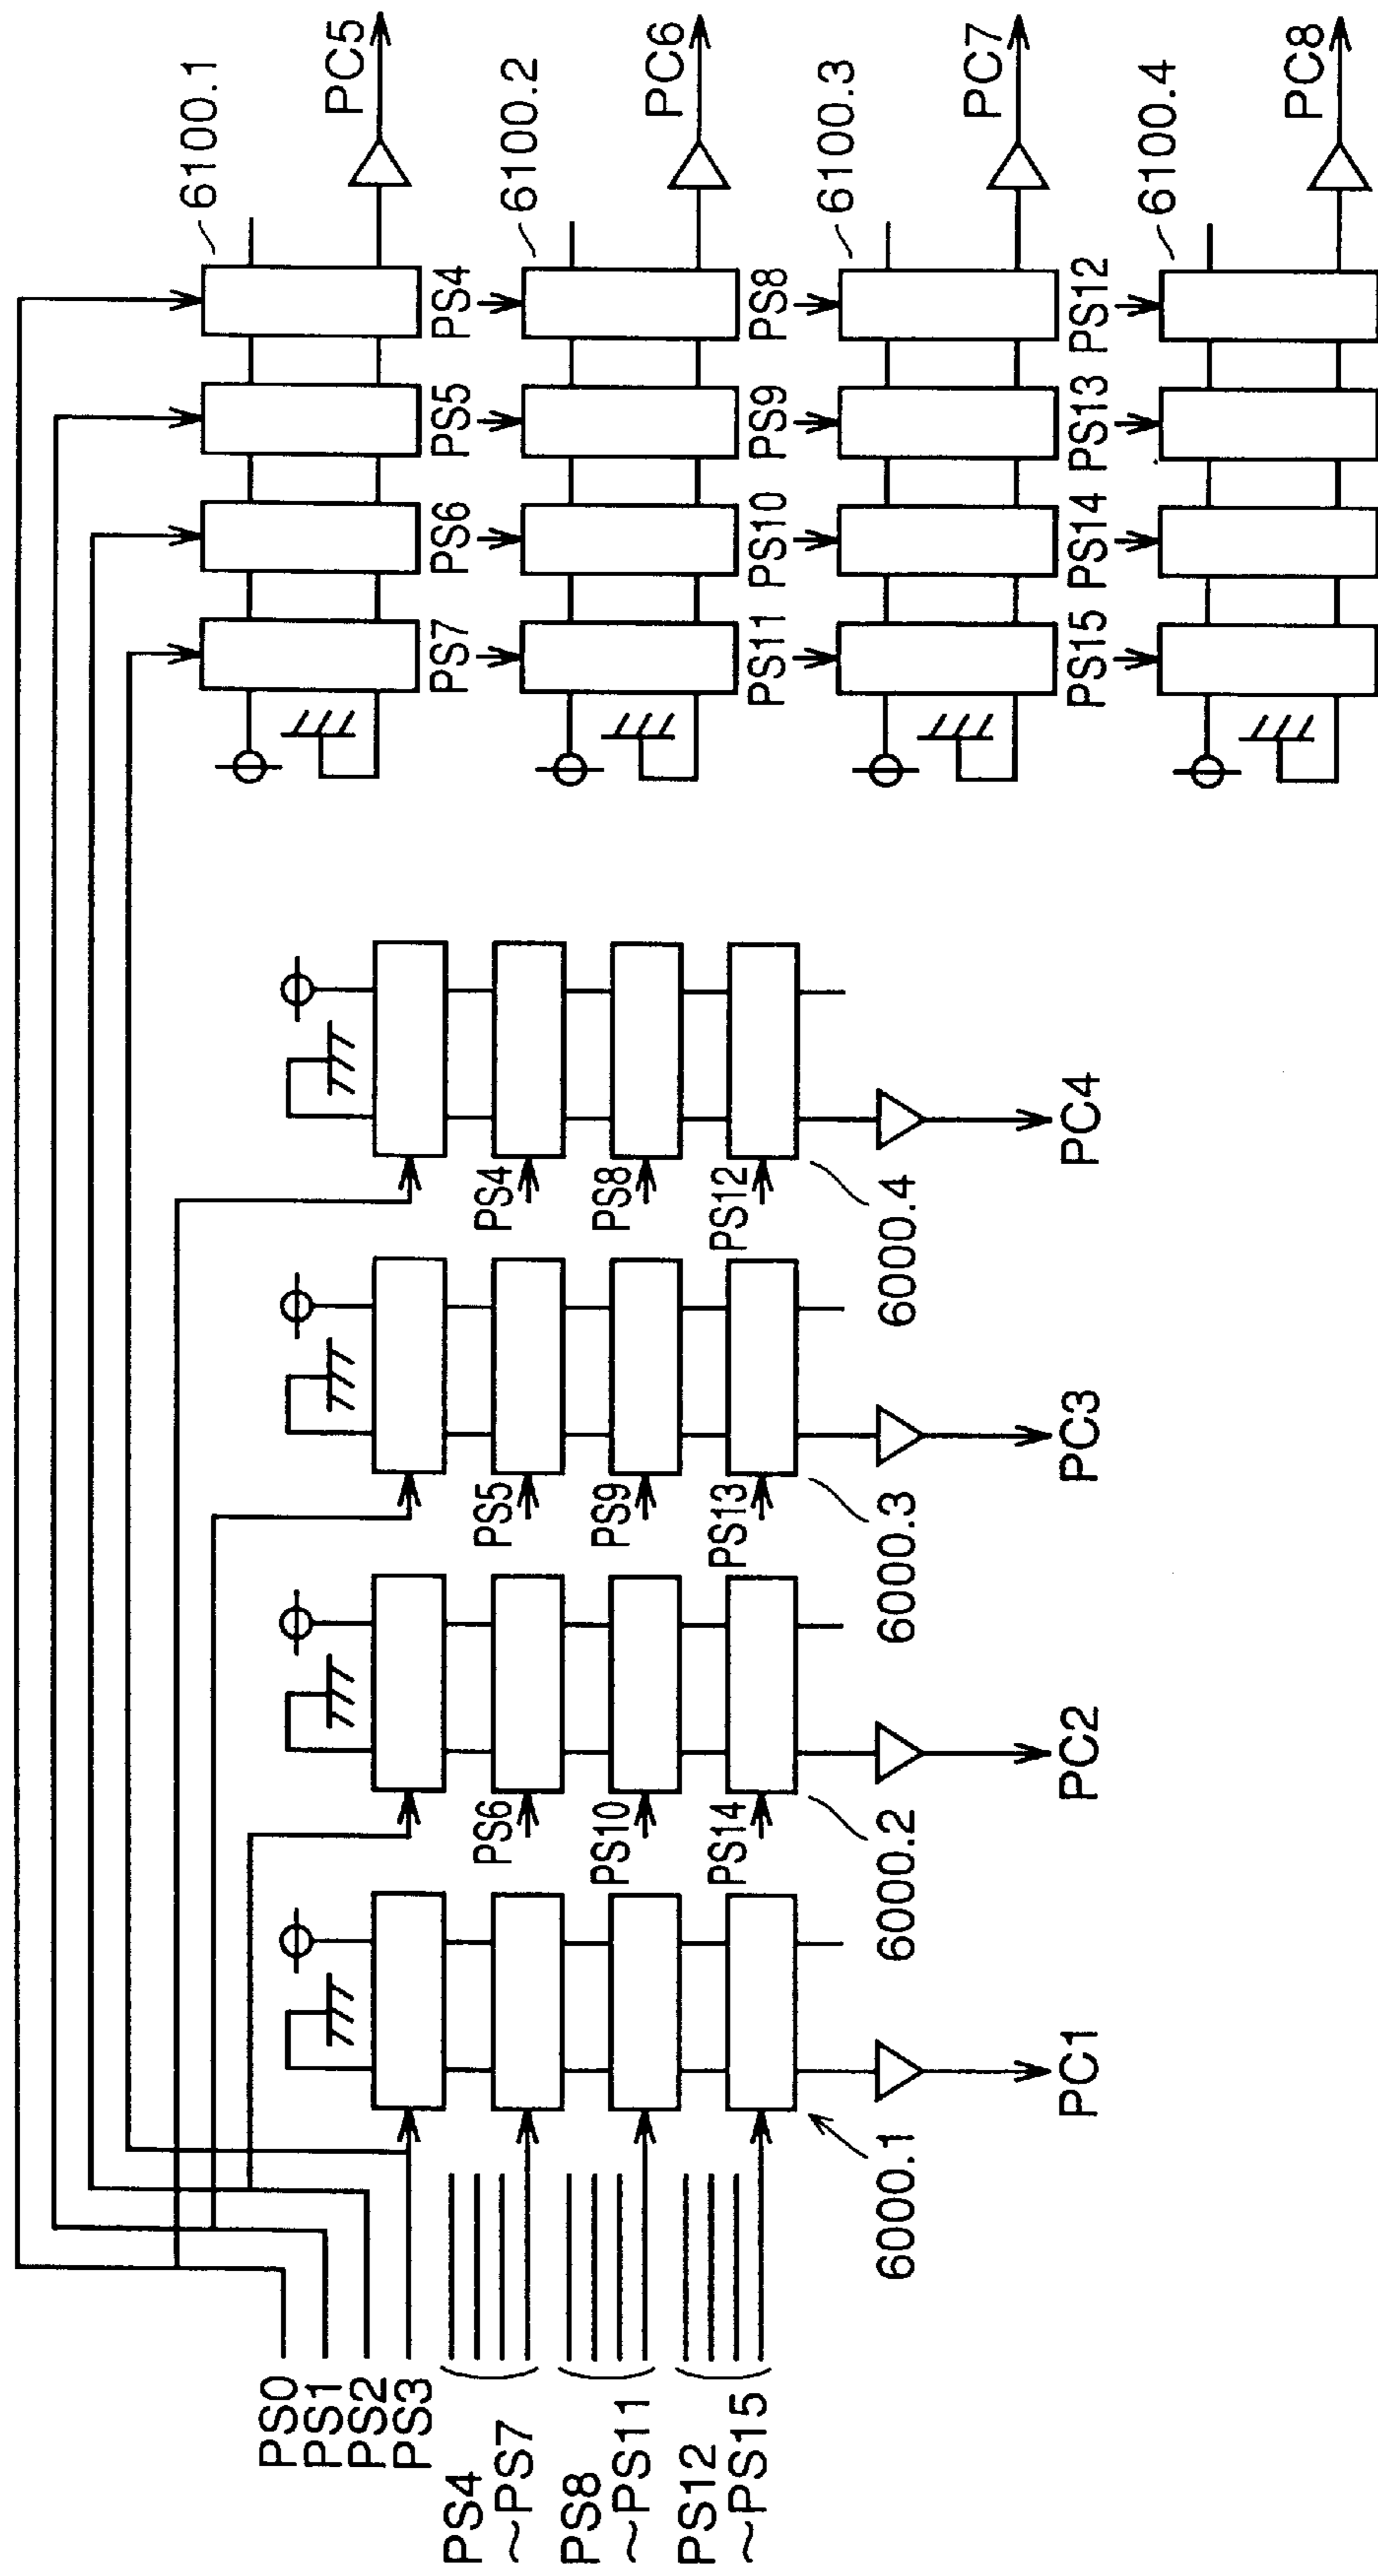 PS0
PS1
PS2
PS3
PS4
~PS7
PS8
~PS11
PS12
~PS15
6000.1
PC1
PS6
PS10
PS14
6000.2
PC2
PS5
PS9
PS13
6000.3
PC3
PS4
PS8
PS12
6000.4
PC4
6100.1
PC5
PS7
PS6
PS5
PS4
6100.2
PC6
PS11
PS10
PS9
PS8
6100.3
PC7
PS15
PS14
PS13
PS12
6100.4
PC8